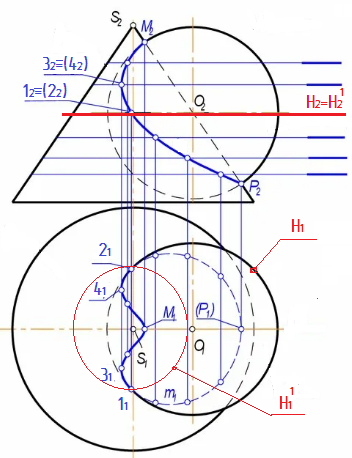 S2 M2
32≡(42)
12≡(22)
O2
H2=H2¹
P2
21
H1
41
M1 (P1)
S1 O1
31
11 m1
H1¹